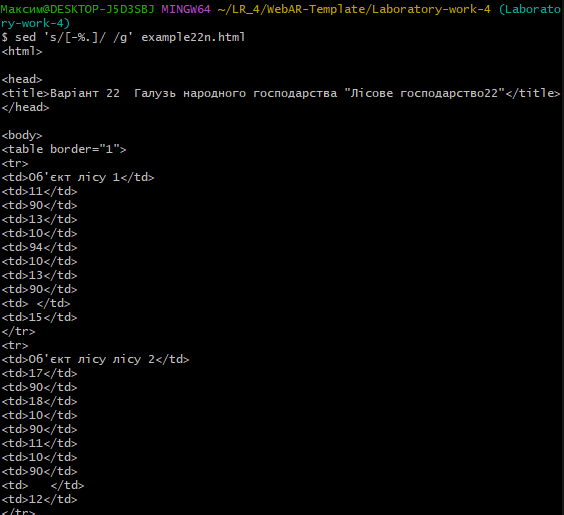 Максим@DESKTOP-J5D3SBJ MINGW64 ~/LR_4/WebAR-Template/Laboratory-work-4 (Laborato
ry-work-4)
$ sed 's/[-%.]/ /g' example22n.html
<html>

<head>
<title>Варіант 22  Галузь народного господарства "Лісове господарство22"</title>
</head>

<body>
<table border="1">
<tr>
<td>Об'єкт лісу 1</td>
<td>11</td>
<td>90</td>
<td>13</td>
<td>10</td>
<td>94</td>
<td>10</td>
<td>13</td>
<td>90</td>
<td> </td>
<td>15</td>
</tr>
<tr>
<td>Об'єкт лісу лісу 2</td>
<td>17</td>
<td>90</td>
<td>18</td>
<td>10</td>
<td>90</td>
<td>11</td>
<td>10</td>
<td>90</td>
<td>   </td>
<td>12</td>
</tr>